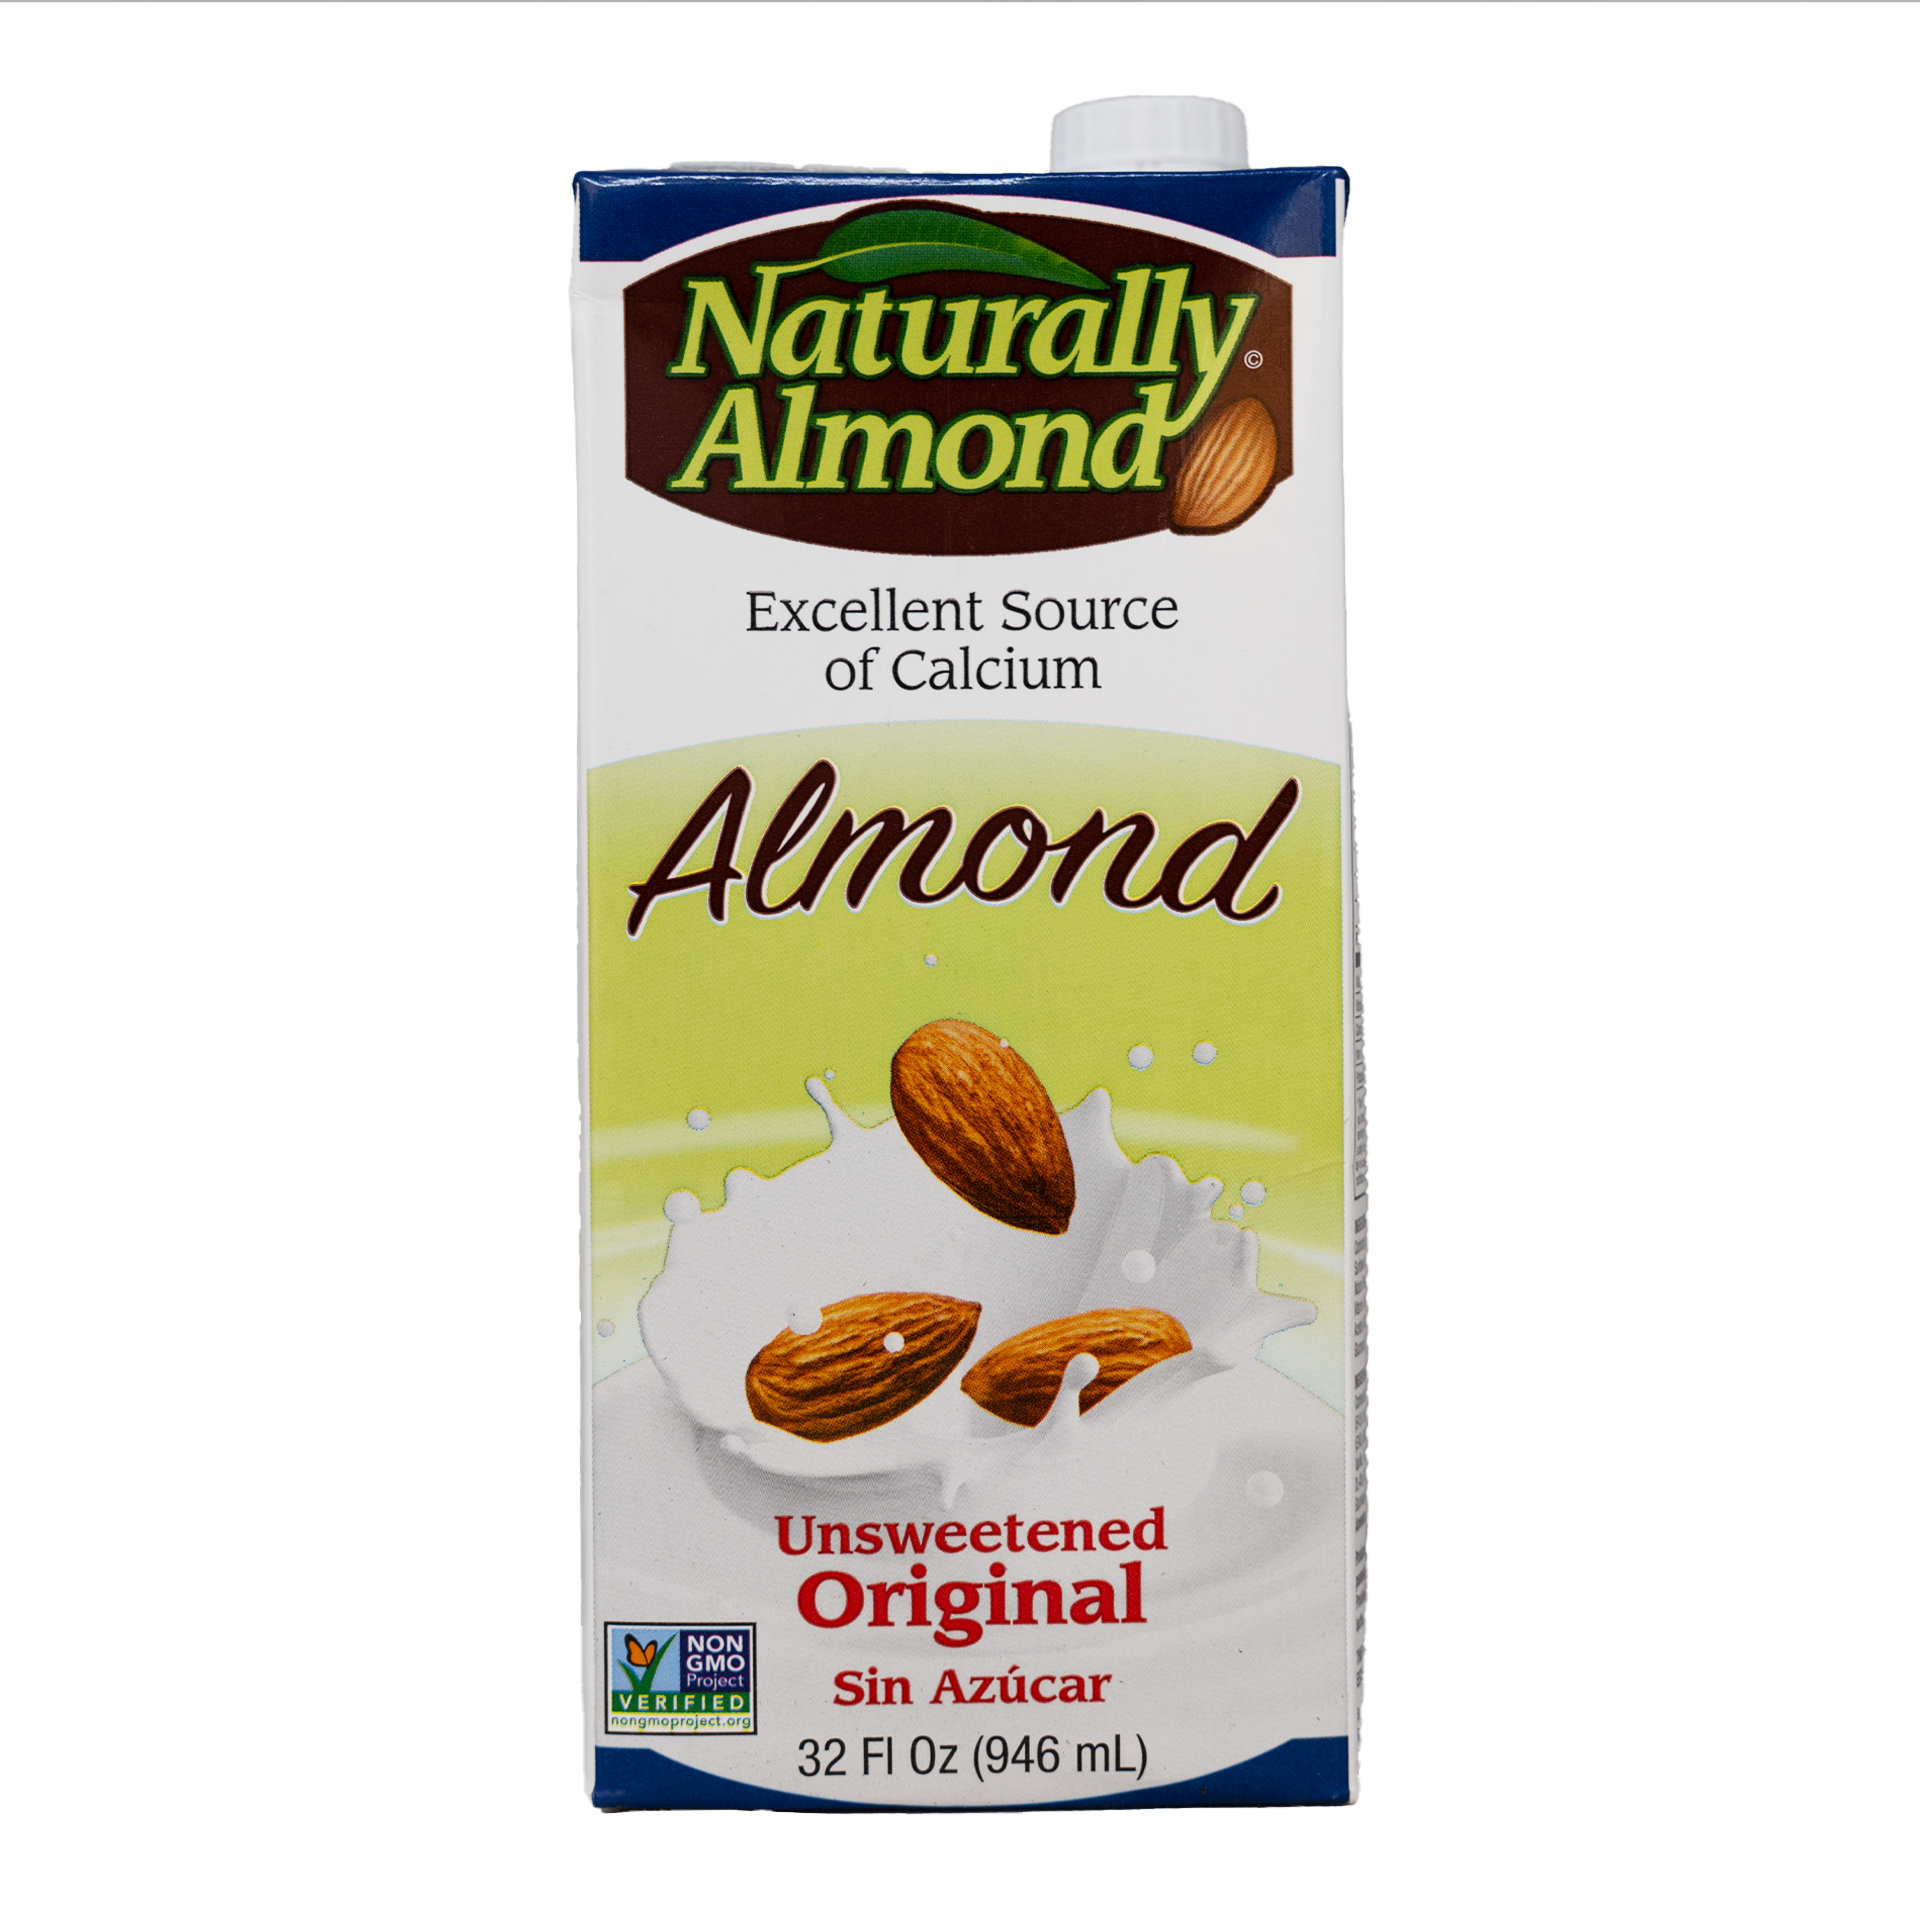 Naturally
Almond
©
Excellent Source
of Calcium
Almond
Unsweetened
Original
Sin Azúcar
NON
GMO
Project
VERIFIED
nongmoproject.org
32 Fl Oz (946 mL)